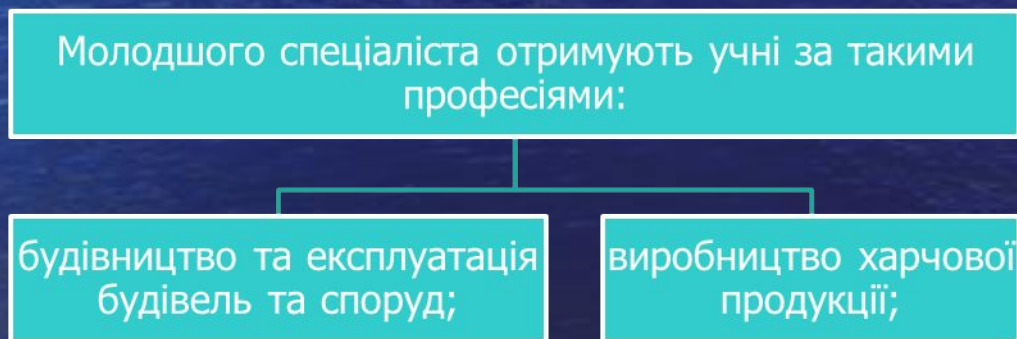 Молодшого спеціаліста отримують учні за такими
професіями:
будівництво та експлуатація
будівель та споруд;
виробництво харчової
продукції;